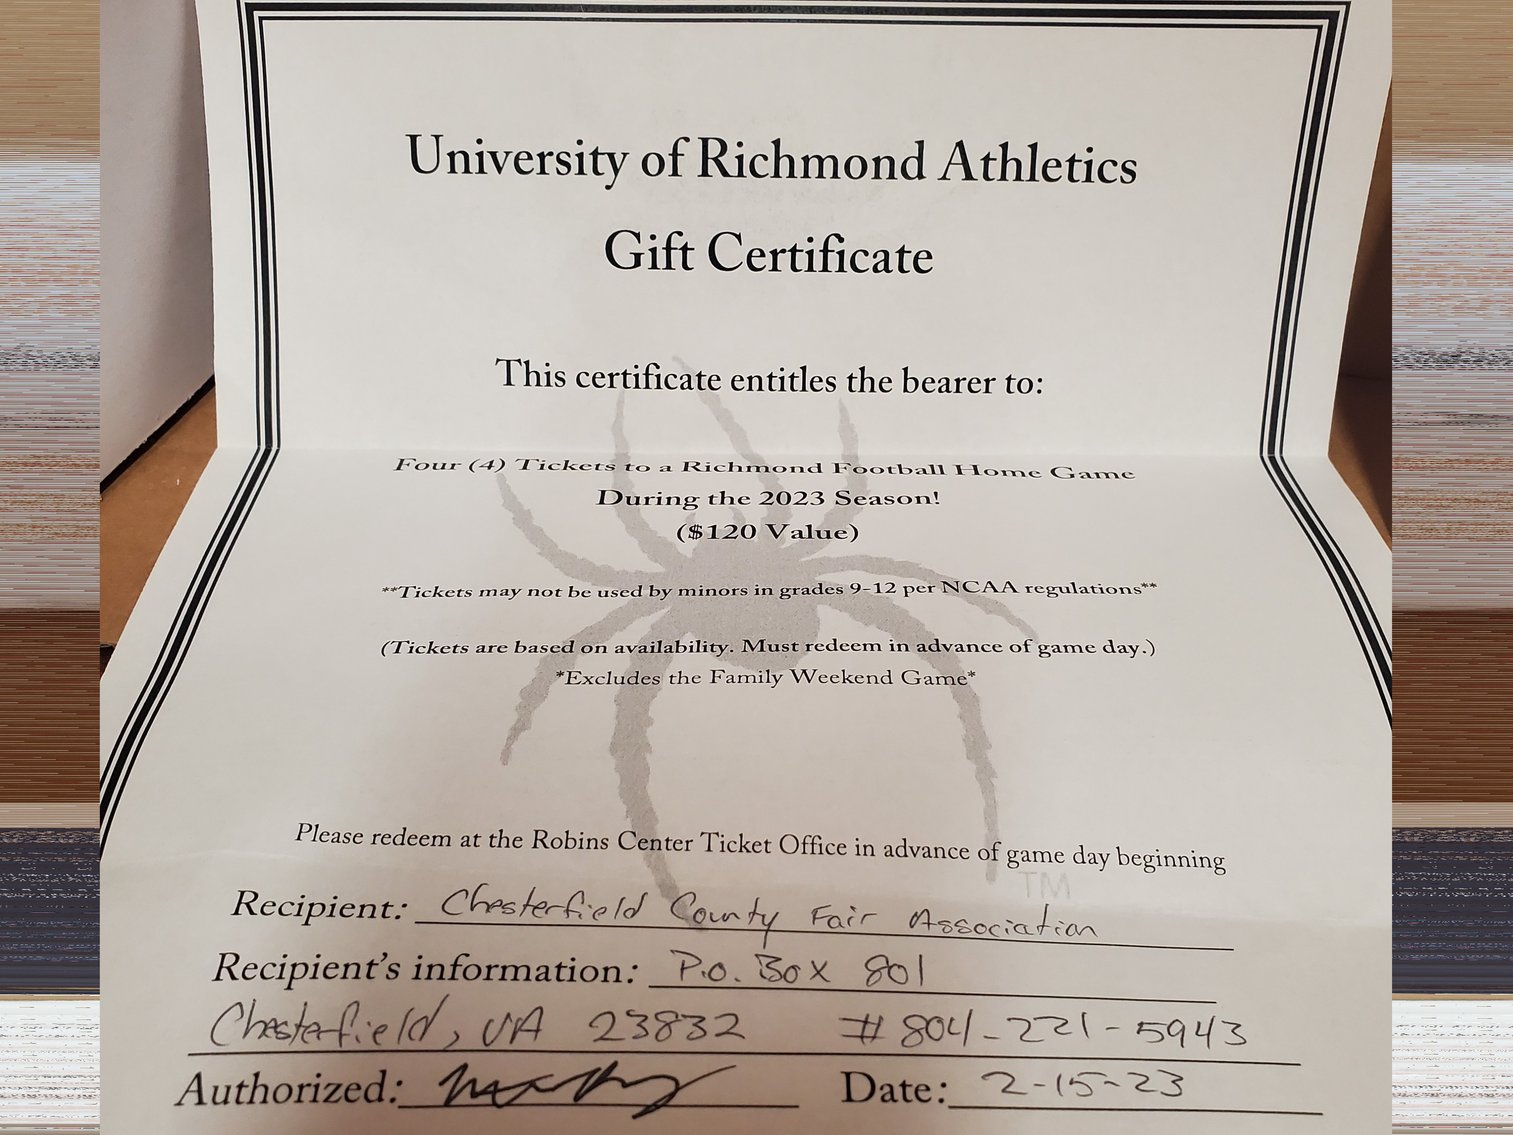 University of Richmond Athletics
Gift Certificate
This certificate entitles the bearer to:
Four (4) Tickets to a Richmond Football Home Game
During the 2023 Season!
($120 Value)
**Tickets may not be used by minors in grades 9-12 per NCAA regulations**
(Tickets are based on availability. Must redeem in advance of game day.)
*Excludes the Family Weekend Game*
Please redeem at the Robins Center Ticket Office in advance of game day beginning
TM
Recipient: Chesterfield County Fair Association
Recipient's information: P.O. Box 801
Chesterfield, VA 23832 # 804-221-5943
Authorized: Date: 2-15-23